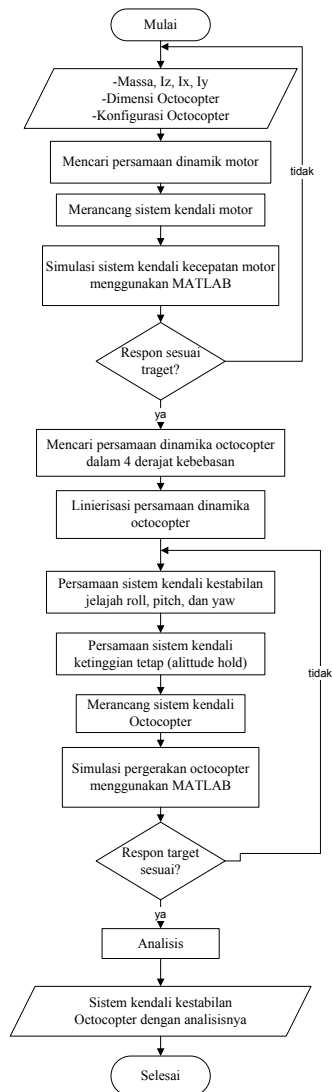 Mulai
-Massa, Iz, Ix, Iy
-Dimensi Octocopter
-Konfigurasi Octocopter
Mencari persamaan dinamik motor
tidak
Merancang sistem kendali motor
Simulasi sistem kendali kecepatan motor
menggunakan MATLAB
Respon sesuai
traget?
ya
Mencari persamaan dinamika octocopter
dalam 4 derajat kebebasan
Linierisasi persamaan dinamika
octocopter
Persamaan sistem kendali kestabilan
jelajah roll, pitch, dan yaw
Persamaan sistem kendali
ketinggian tetap (alititude hold)
tidak
Merancang sistem kendali
Octocopter
Simulasi pergerakan octocopter
menggunakan MATLAB
Respon target
sesuai?
ya
Analisis
Sistem kendali kestabilan
Octocopter dengan analisisnya
Selesai